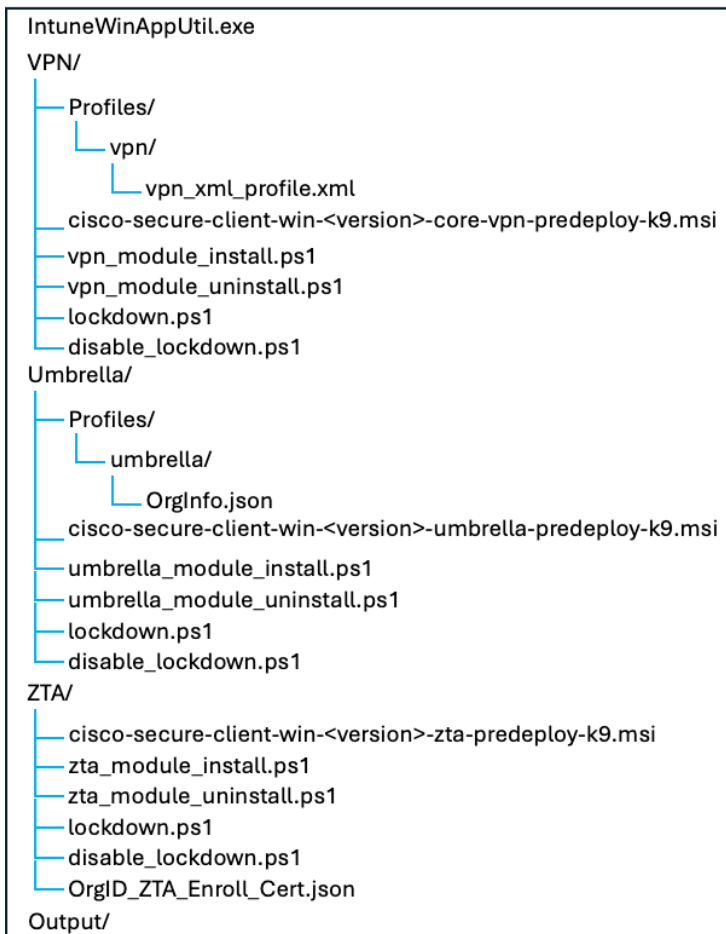 IntuneWinAppUtil.exe
VPN/
Profiles/
vpn/
vpn_xml_profile.xml
cisco-secure-client-win-<version>-core-vpn-predeploy-k9.msi
vpn_module_install.ps1
vpn_module_uninstall.ps1
lockdown.ps1
disable_lockdown.ps1
Umbrella/
Profiles/
umbrella/
OrgInfo.json
cisco-secure-client-win-<version>-umbrella-predeploy-k9.msi
umbrella_module_install.ps1
umbrella_module_uninstall.ps1
lockdown.ps1
disable_lockdown.ps1
ZTA/
cisco-secure-client-win-<version>-zta-predeploy-k9.msi
zta_module_install.ps1
zta_module_uninstall.ps1
lockdown.ps1
disable_lockdown.ps1
OrgID_ZTA_Enroll_Cert.json
Output/